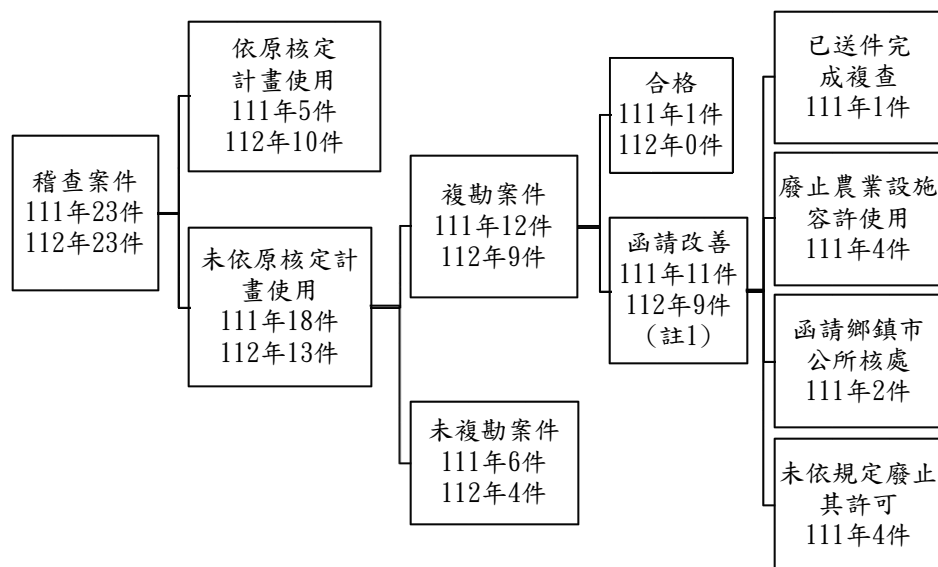 稽查案件
111年23件
112年23件
依原核定
計畫使用
111年5件
112年10件
未依原核定計
畫使用
111年18件
112年13件
複勘案件
111年12件
112年9件
未複勘案件
111年6件
112年4件
合格
111年1件
112年0件
函請改善
111年11件
112年9件
(註1)
已送件完
成複查
111年1件
廢止農業設施
容許使用
111年4件
函請鄉鎮市
公所核處
111年2件
未依規定廢止
其許可
111年4件